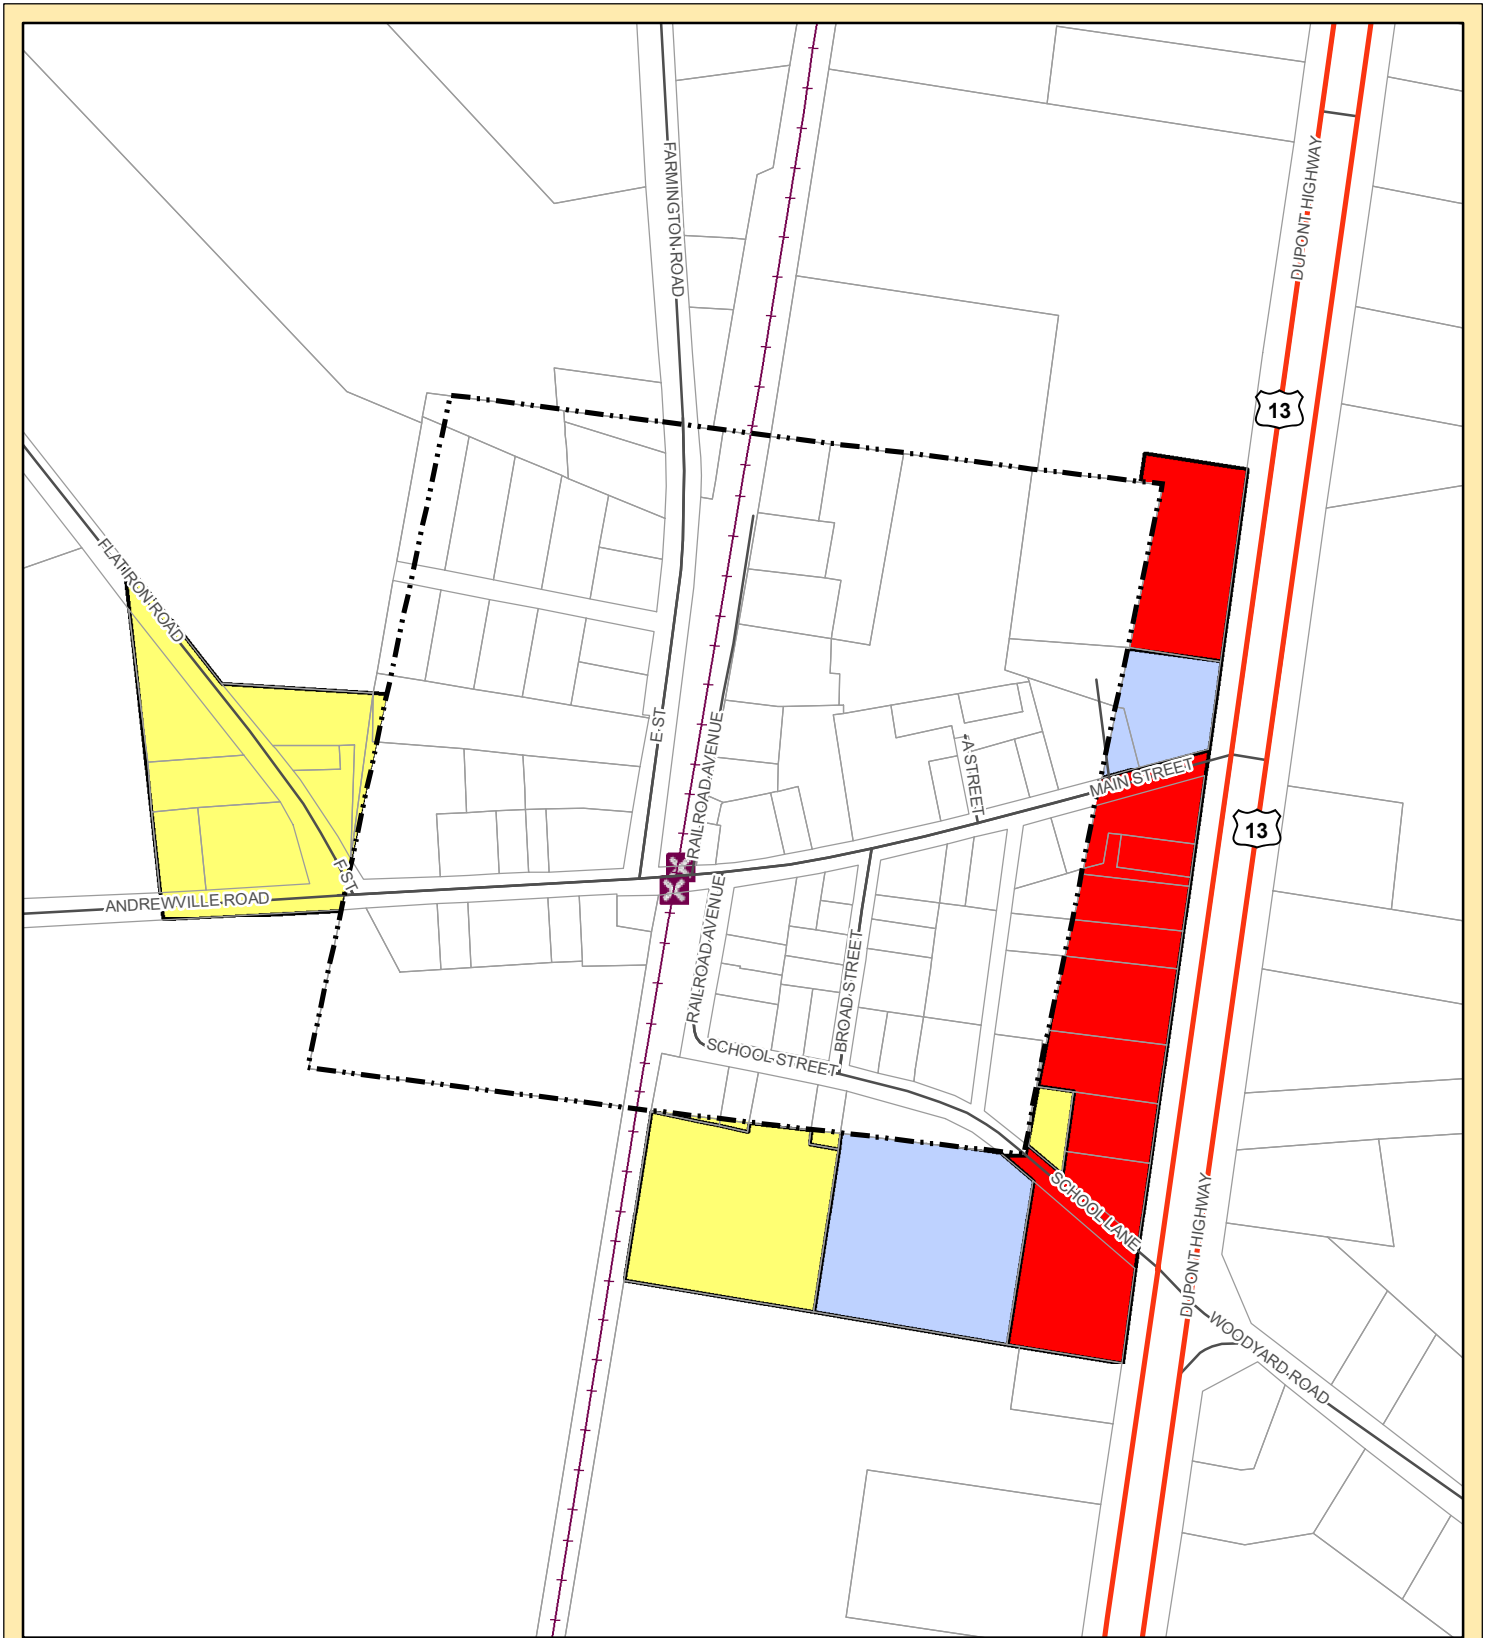 FARMINGTON ROAD
DUPONT HIGHWAY
13
FLATIRON ROAD
E ST
RAILROAD AVENUE
A STREET
MAIN STREET
13
F ST
ANDREWVILLE ROAD
RAILROAD AVENUE
BROAD STREET
SCHOOL STREET
SCHOOL LANE
DUPONT HIGHWAY
WOODYARD ROAD